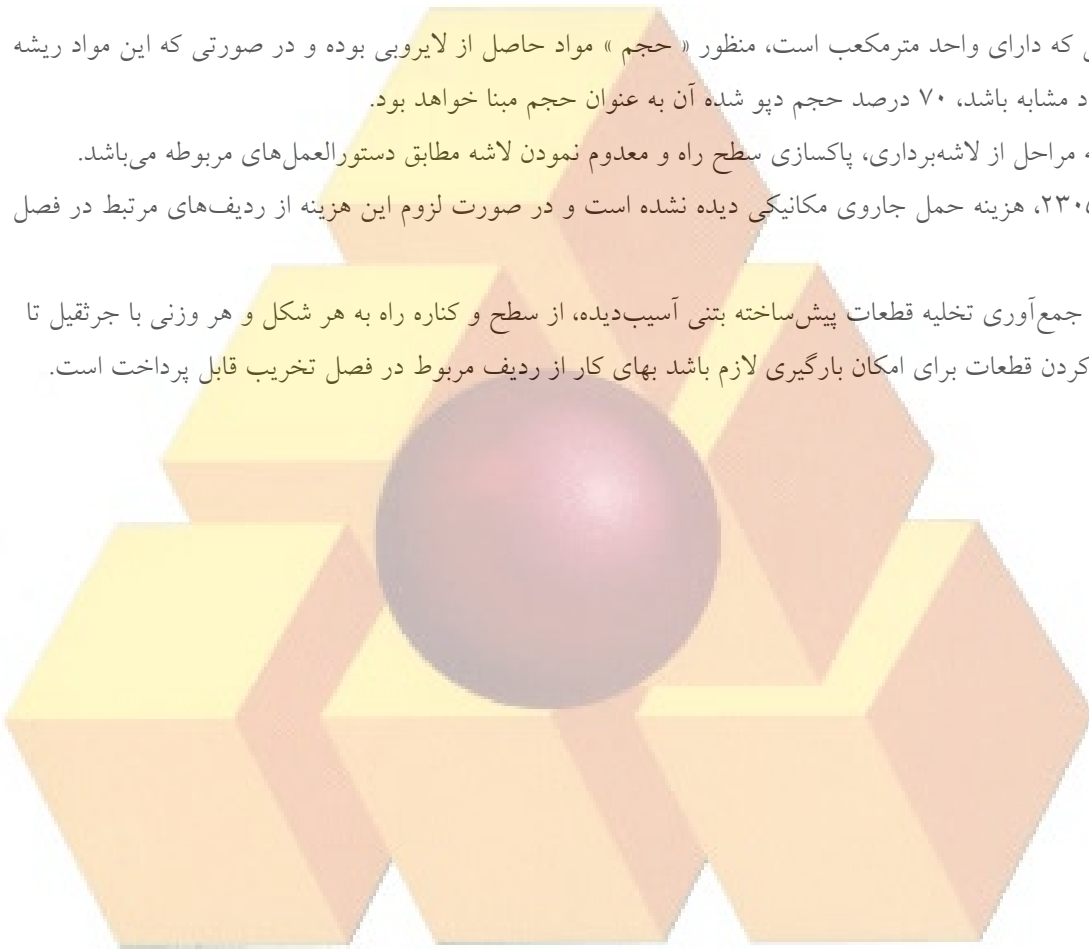 که دارای واحد مترمکعب است، منظور « حجم » مواد حاصل از لایروبی بوده و در صورتی که این مواد ریشه
مشابه باشد، ۷۰ درصد حجم دپو شده آن به عنوان حجم مبنا خواهد بود.
مراحل از لاشه‌برداری، پاکسازی سطح راه و معدوم نمودن لاشه مطابق دستورالعمل‌های مربوطه می‌باشد.
هزینه حمل جاروی مکانیکی دیده نشده است و در صورت لزوم این هزینه از ردیف‌های مرتبط در فصل
جمع‌آوری تخلیه قطعات پیش‌ساخته بتنی آسیب‌دیده، از سطح و کناره راه به هر شکل و هر وزنی با جرثقیل تا
کردن قطعات برای امکان بارگیری لازم باشد بهای کار از ردیف مربوط در فصل تخریب قابل پرداخت است.